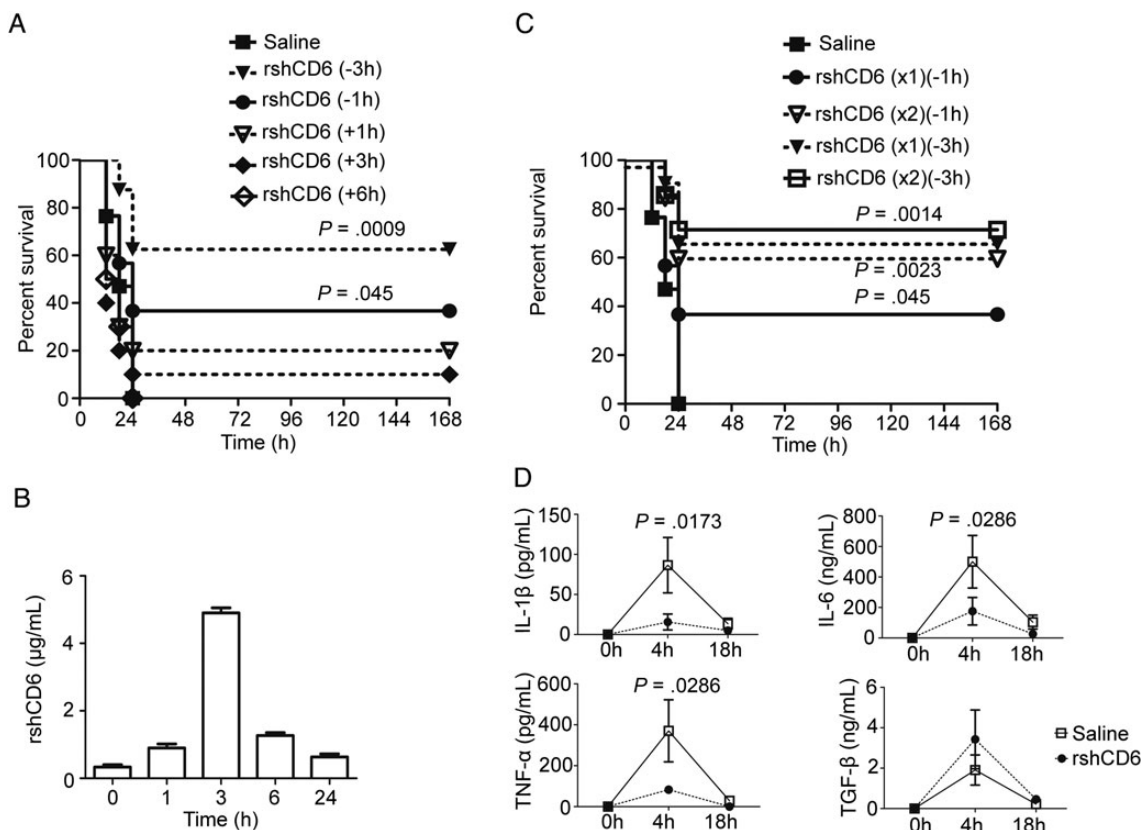 A
Saline
rshCD6 (-3h)
rshCD6 (-1h)
rshCD6 (+1h)
rshCD6 (+3h)
rshCD6 (+6h)
Percent survival
100
80
60
40
20
0
P = .0009
P = .045
0 24 48 72 96 120 144 168
Time (h)
C
Saline
rshCD6 (x1)(-1h)
rshCD6 (x2)(-1h)
rshCD6 (x1)(-3h)
rshCD6 (x2)(-3h)
Percent survival
100
80
60
40
20
0
P = .0014
P = .0023
P = .045
0 24 48 72 96 120 144 168
Time (h)
B
rshCD6 (µg/mL)
6
4
2
0
0 1 3 6 24
Time (h)
D
IL-1β (pg/mL)
150
100
50
0
P = .0173
0h 4h 18h
IL-6 (ng/mL)
800
600
400
200
0
P = .0286
0h 4h 18h
TNF-α (pg/mL)
600
400
200
0
P = .0286
0h 4h 18h
TGF-β (ng/mL)
6
4
2
0
0h 4h 18h
Saline
rshCD6